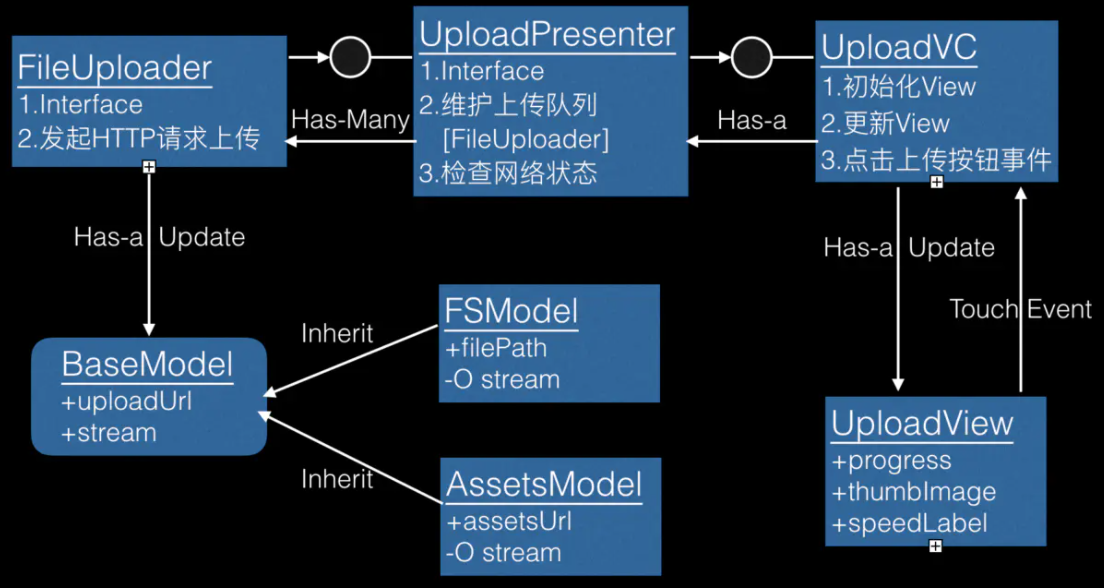 FileUploader
1.Interface
2.发起HTTP请求上传
Has-Many
UploadPresenter
1.Interface
2.维护上传队列
[FileUploader]
3.检查网络状态
Has-a
UploadVC
1.初始化View
2.更新View
3.点击上传按钮事件
Has-a Update
Has-a Update
Touch Event
BaseModel
+uploadUrl
+stream
Inherit
FSModel
+filePath
-O stream
Inherit
AssetsModel
+assetsUrl
-O stream
UploadView
+progress
+thumbImage
+speedLabel